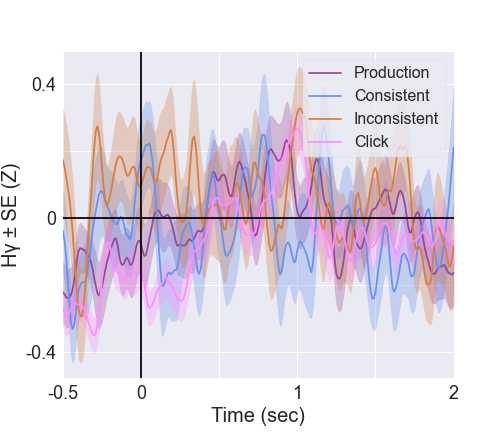 Production
Consistent
Inconsistent
Click
0.4
0
-0.4
Hγ ± SE (Z)
-0.5 0 1 2
Time (sec)